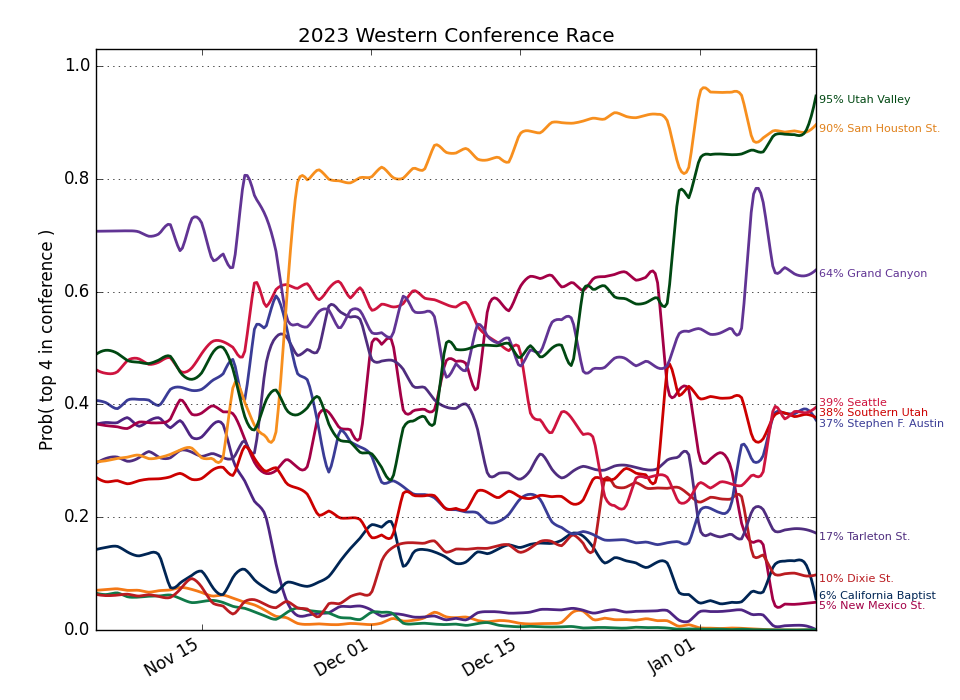 2023 Western Conference Race
Prob( top 4 in conference )
1.0
0.8
0.6
0.4
0.2
0.0
Nov 15
Dec 01
Dec 15
Jan 01
95% Utah Valley
90% Sam Houston St.
64% Grand Canyon
39% Seattle
38% Southern Utah
37% Stephen F. Austin
17% Tarleton St.
10% Dixie St.
6% California Baptist
5% New Mexico St.